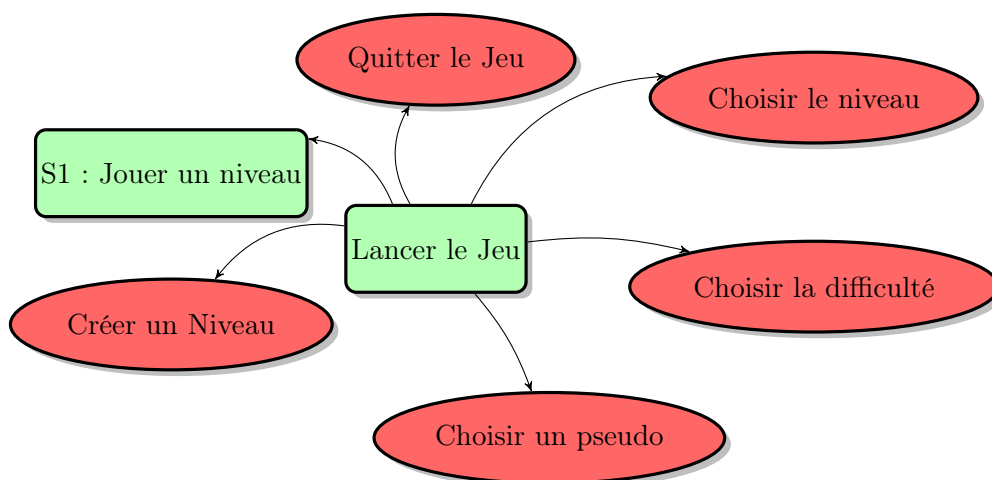 Quitter le Jeu
Choisir le niveau
S1 : Jouer un niveau
Lancer le Jeu
Choisir la difficulté
Créer un Niveau
Choisir un pseudo